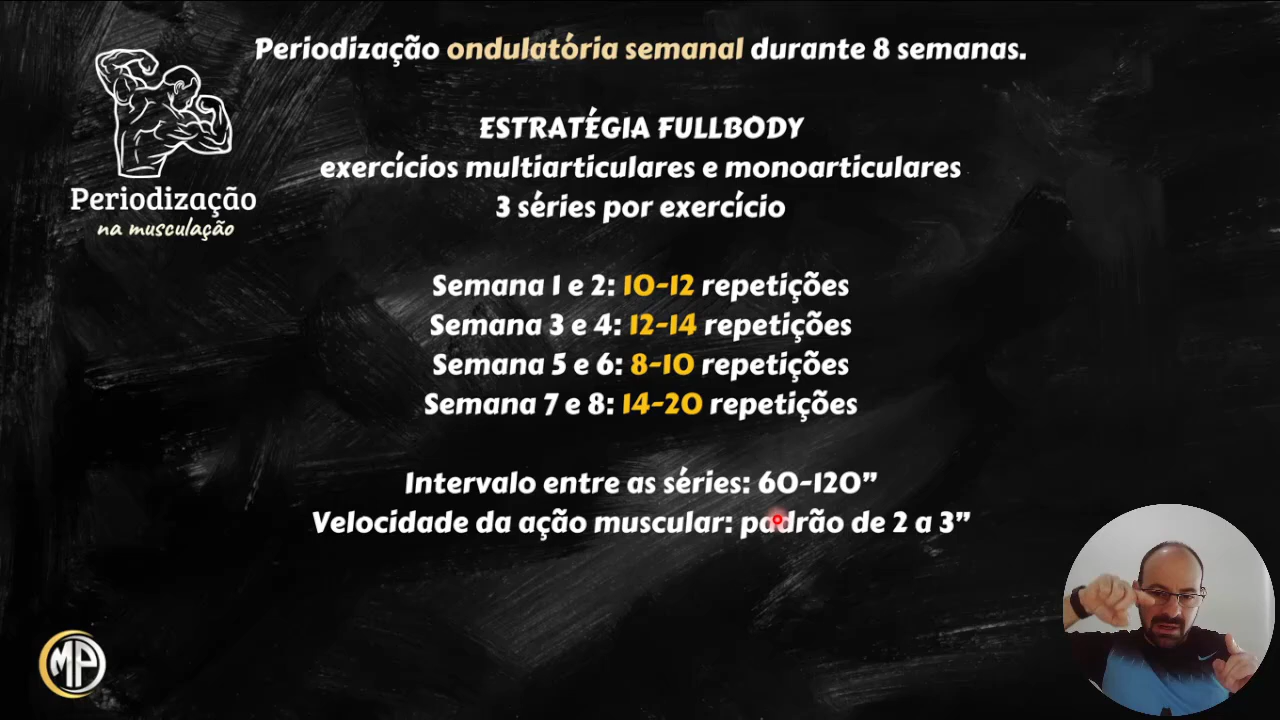 Periodização ondulatória semanal durante 8 semanas.
ESTRATÉGIA FULLBODY
exercícios multiarticulares e monoarticulares
3 séries por exercício
Periodização
na musculação
Semana 1 e 2: 10-12 repetições
Semana 3 e 4: 12-14 repetições
Semana 5 e 6: 8-10 repetições
Semana 7 e 8: 14-20 repetições
Intervalo entre as séries: 60-120”
Velocidade da ação muscular: padrão de 2 a 3”
MP